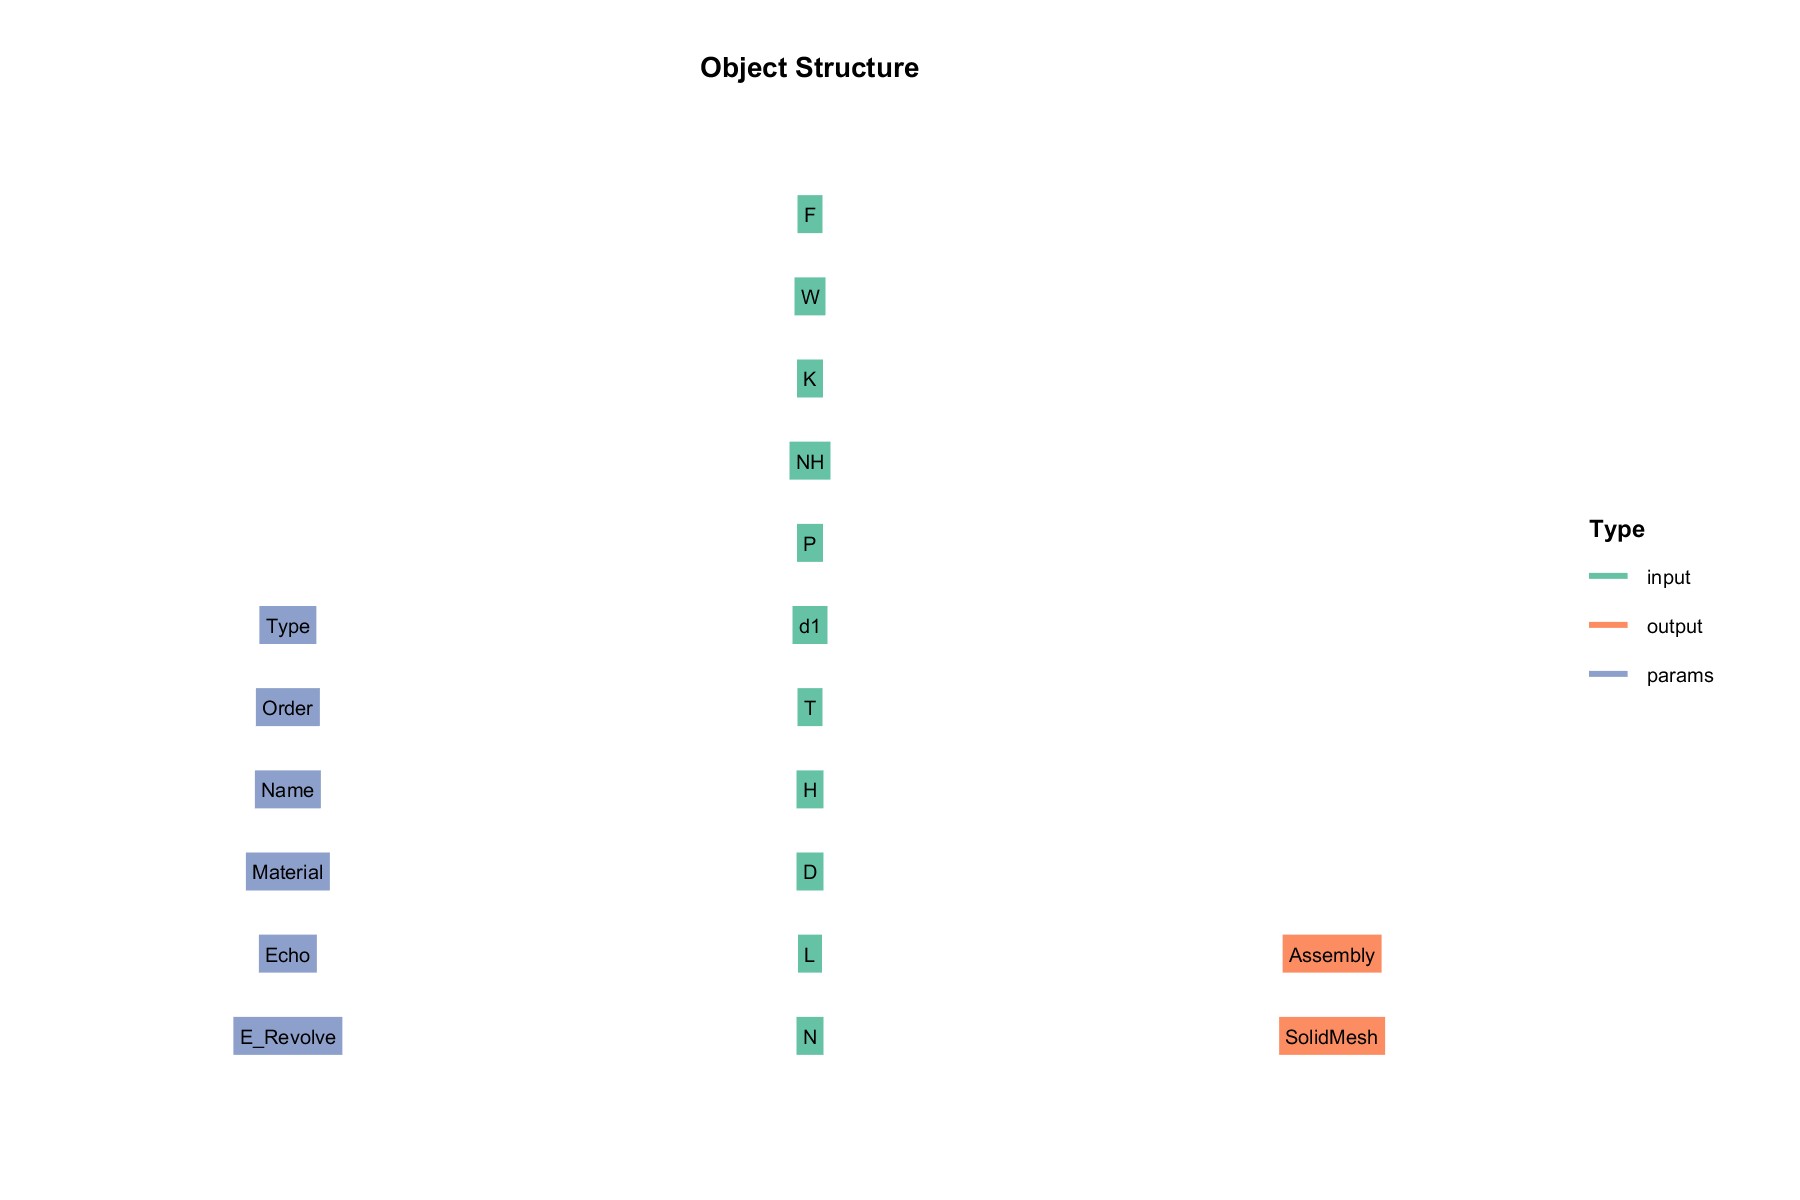 Object Structure
F
W
K
NH
P
Type
d1
Order
T
Name
H
Material
D
Echo
L
Assembly
E_Revolve
N
SolidMesh
Type
input
output
params